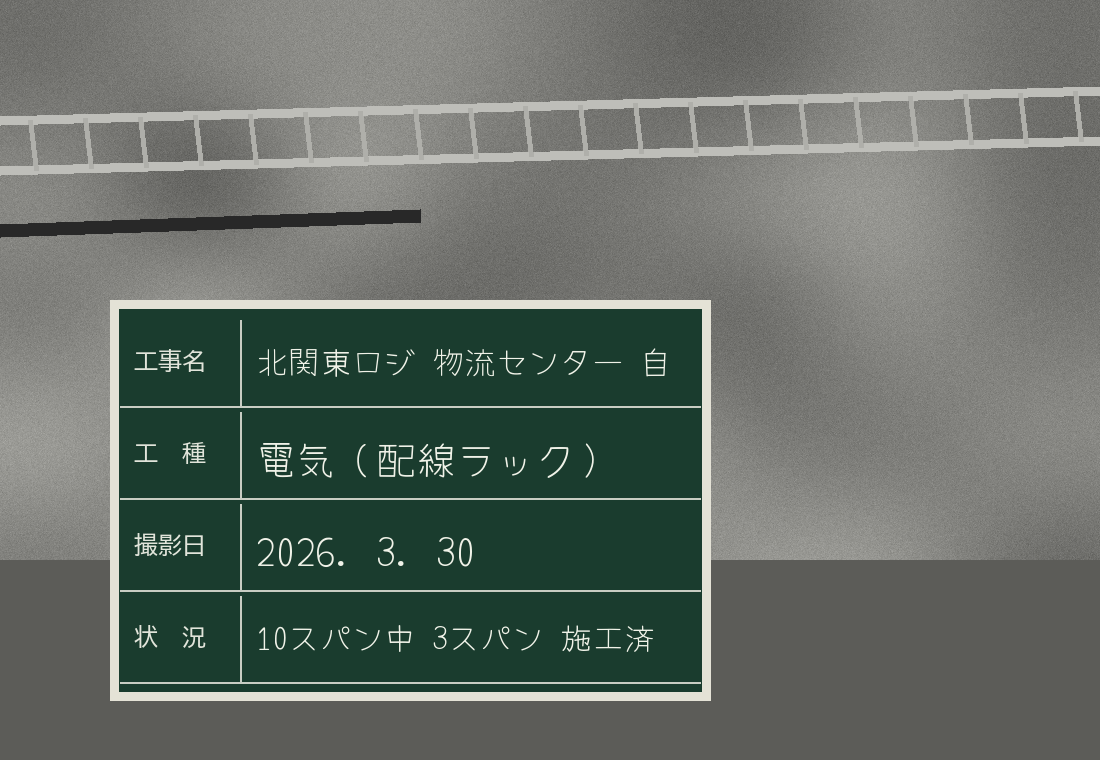 工事名 北関東ロジ 物流センター 自
工 種 電気（配線ラック）
撮影日 2026. 3. 30
状 況 10スパン中 3スパン 施工済